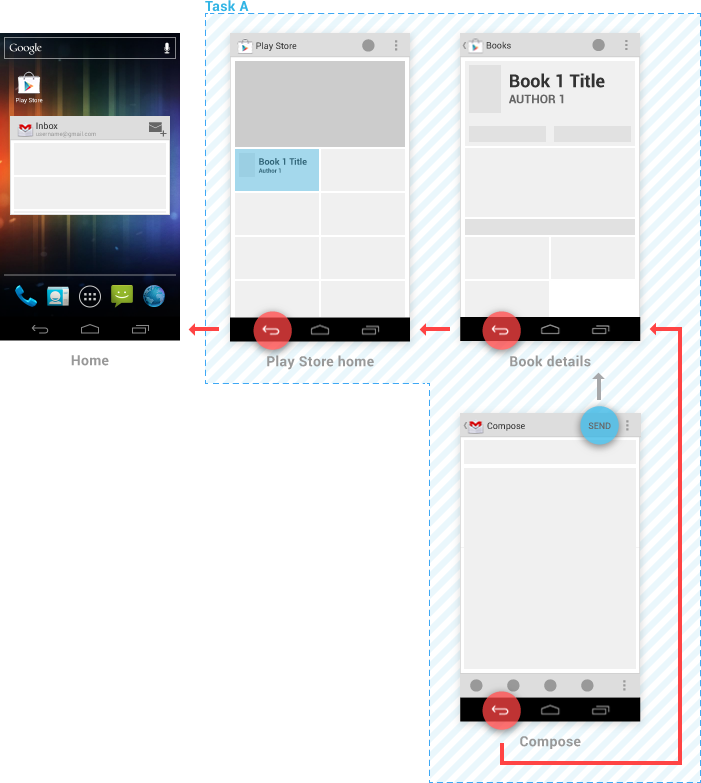 Task A
Google
Play Store
Inbox
username@gmail.com
Home
Play Store
Book 1 Title
Author 1
Play Store home
Books
Book 1 Title
AUTHOR 1
Book details
Compose
SEND
Compose